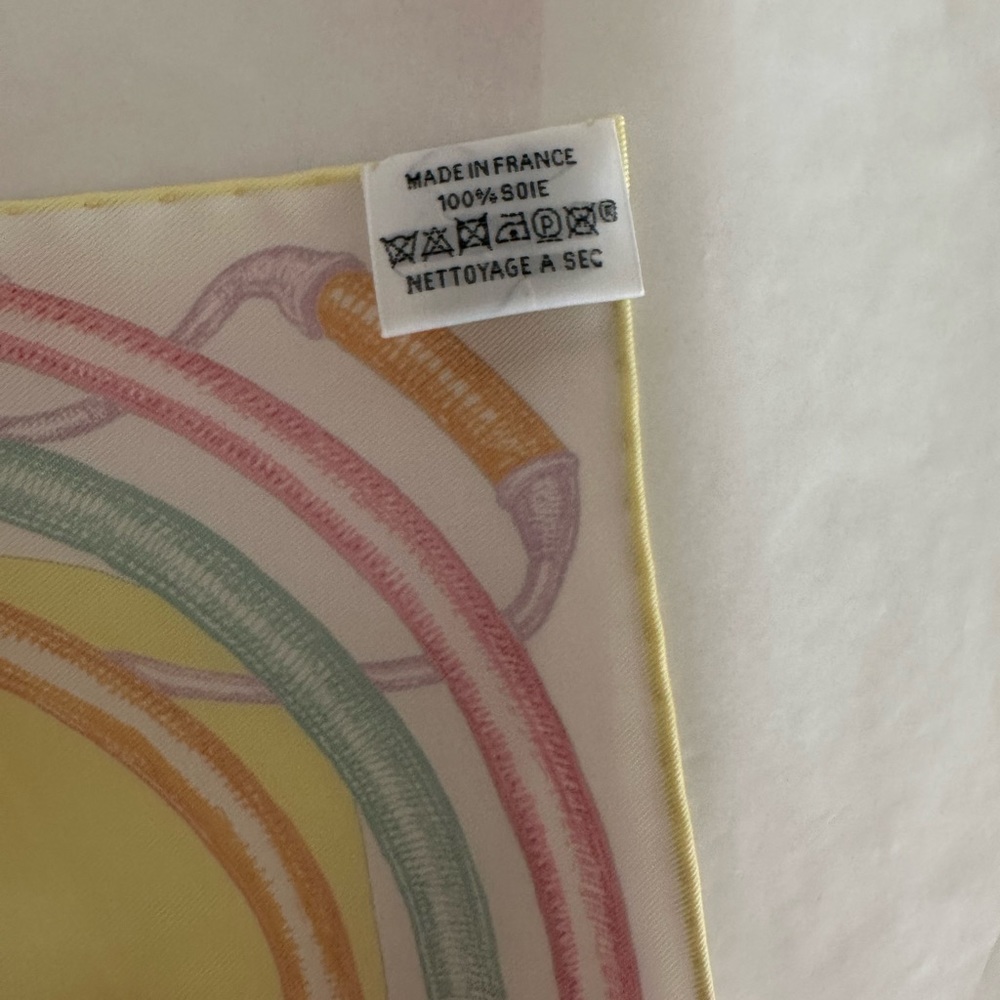 MADE IN FRANCE
100% SOIE
P ®
NETTOYAGE A SEC